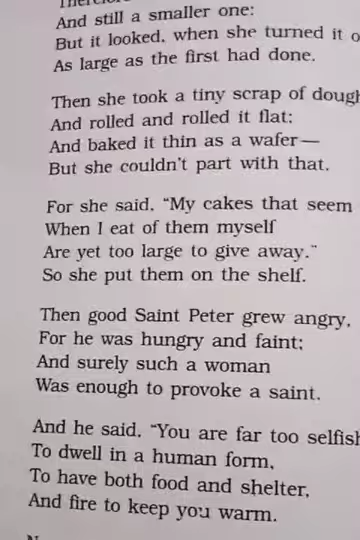 And still a smaller one:
But it looked, when she turned it
As large as the first had done.
Then she took a tiny scrap of
And rolled and rolled it flat:
And baked it thin as a wafer—
But she couldn't part with that.
For she said, "My cakes that seem
When I eat of them myself
Are yet too large to give away."
So she put them on the shelf.
Then good Saint Peter grew angry,
For he was hungry and faint;
And surely such a woman
Was enough to provoke a saint.
And he said, "You are far too
To dwell in a human form,
To have both food and shelter,
And fire to keep you warm.